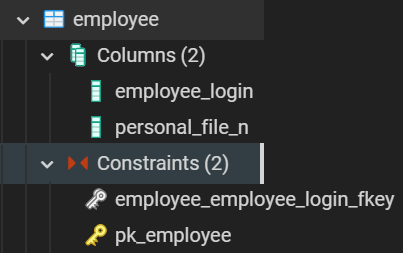 employee
Columns (2)
employee_login
personal_file_n
Constraints (2)
employee_employee_login_fkey
pk_employee